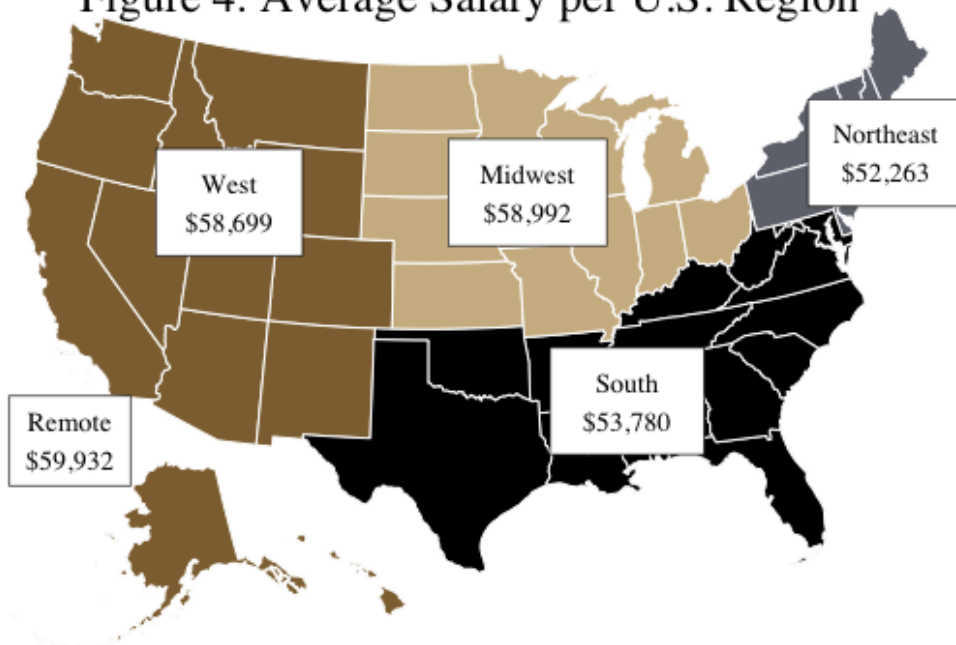 Figure 4: Average Salary per U.S. Region
Northeast
$52,263
West
$58,699
Midwest
$58,992
South
$53,780
Remote
$59,932